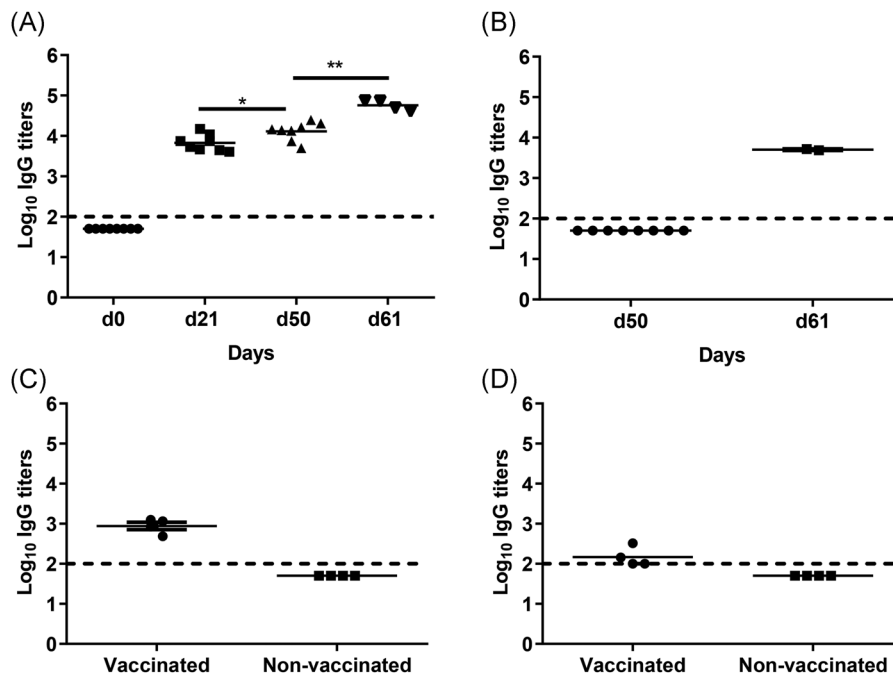 (A)
Log₁₀ IgG titers
6
5
4
3
2
1
0
*
**
d0 d21 d50 d61
Days
(B)
Log₁₀ IgG titers
6
5
4
3
2
1
0
d50 d61
Days
(C)
Log₁₀ IgG titers
6
5
4
3
2
1
0
Vaccinated Non-vaccinated
(D)
Log₁₀ IgG titers
6
5
4
3
2
1
0
Vaccinated Non-vaccinated